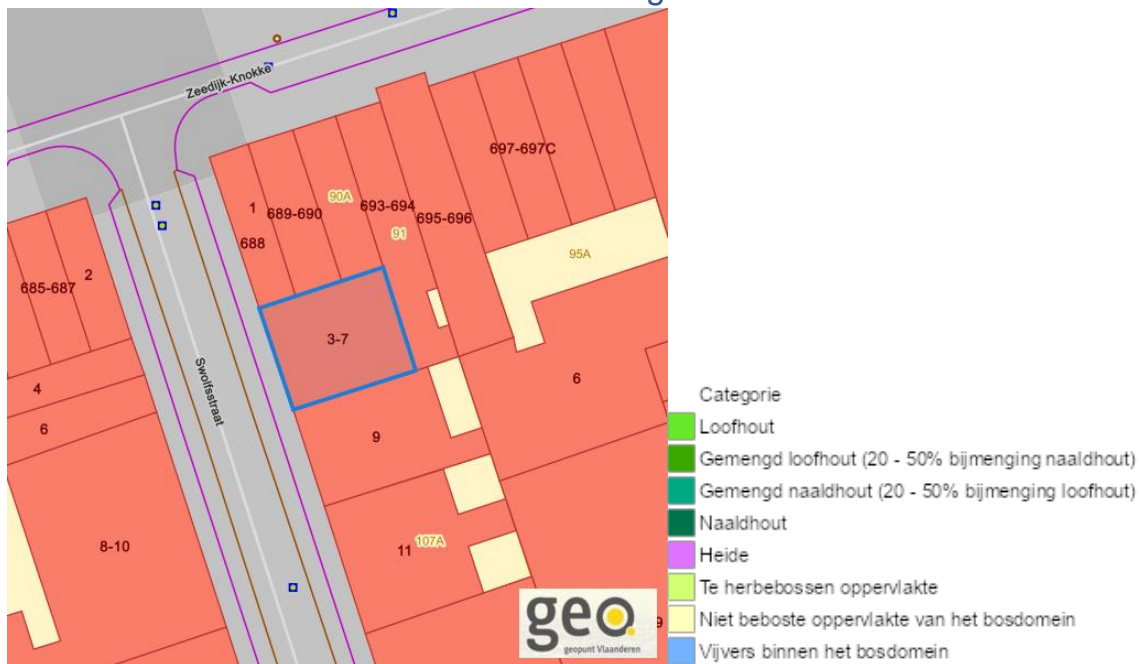 Zeedijk-Knokke
697-697C
90A
693-694
1
689-690
695-696
91
688
95A
2
685-687
3-7
Swolfsstraat
4
6
6
9
8-10
11
107A
9
geo.
geopunt Vlaanderen
Categorie
Loofhout
Gemengd loofhout (20 - 50% bijmenging naaldhout)
Gemengd naaldhout (20 - 50% bijmenging loofhout)
Naaldhout
Heide
Te herbebossen oppervlakte
Niet beboste oppervlakte van het bosdomein
Vijvers binnen het bosdomein